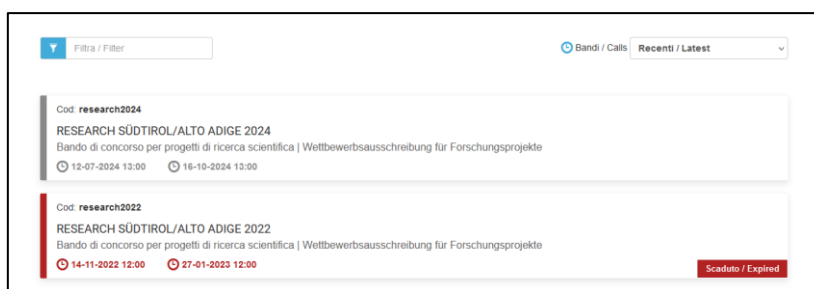 Filtra / Filter
Bandi / Calls Recenti / Latest
Cod: research2024
RESEARCH SÜDTIROL/ALTO ADIGE 2024
Bando di concorso per progetti di ricerca scientifica | Wettbewerbsausschreibung für Forschungsprojekte
12-07-2024 13:00 16-10-2024 13:00
Cod: research2022
RESEARCH SÜDTIROL/ALTO ADIGE 2022
Bando di concorso per progetti di ricerca scientifica | Wettbewerbsausschreibung für Forschungsprojekte
14-11-2022 12:00 27-01-2023 12:00
Scaduto / Expired